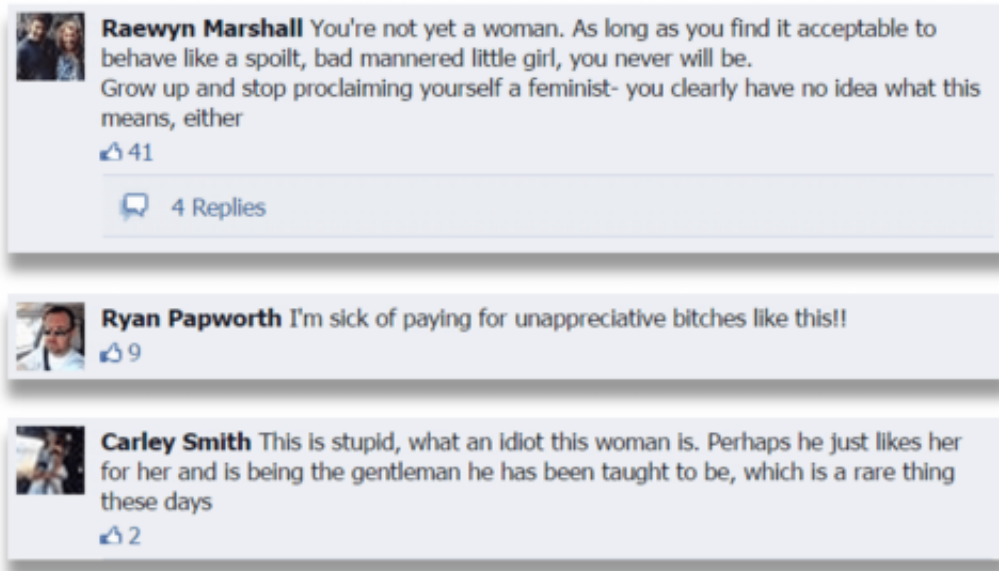 Raewyn Marshall You're not yet a woman. As long as you find it acceptable to
behave like a spoilt, bad mannered little girl, you never will be.
Grow up and stop proclaiming yourself a feminist- you clearly have no idea what this
means, either
41
4 Replies
Ryan Papworth I'm sick of paying for unappreciative bitches like this!!
9
Carley Smith This is stupid, what an idiot this woman is. Perhaps he just likes her
for her and is being the gentleman he has been taught to be, which is a rare thing
these days
2